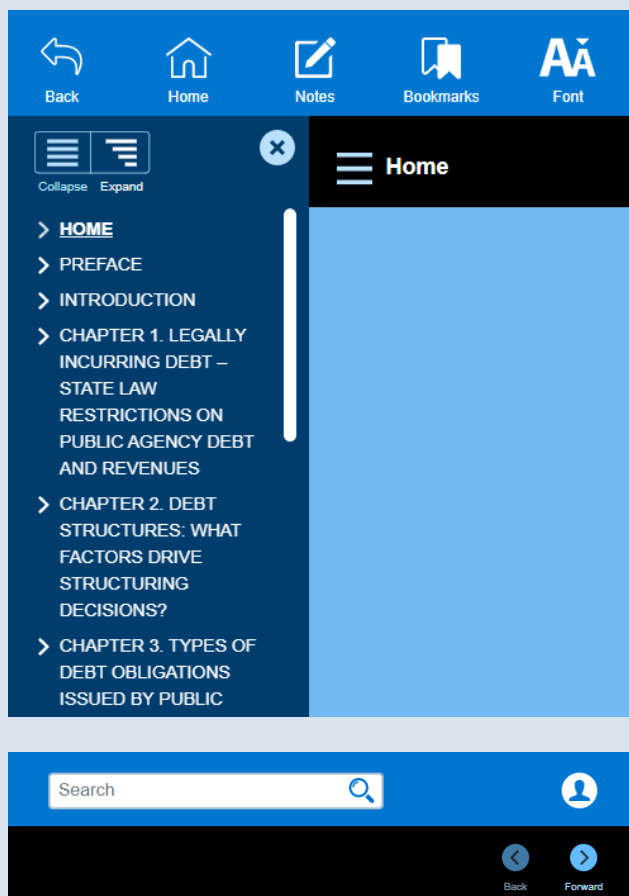 Back Home Notes Bookmarks Font
Collapse Expand
Home
HOME
PREFACE
INTRODUCTION
CHAPTER 1. LEGALLY
INCURRING DEBT –
STATE LAW
RESTRICTIONS ON
PUBLIC AGENCY DEBT
AND REVENUES
CHAPTER 2. DEBT
STRUCTURES: WHAT
FACTORS DRIVE
STRUCTURING
DECISIONS?
CHAPTER 3. TYPES OF
DEBT OBLIGATIONS
ISSUED BY PUBLIC
Search
Back Forward